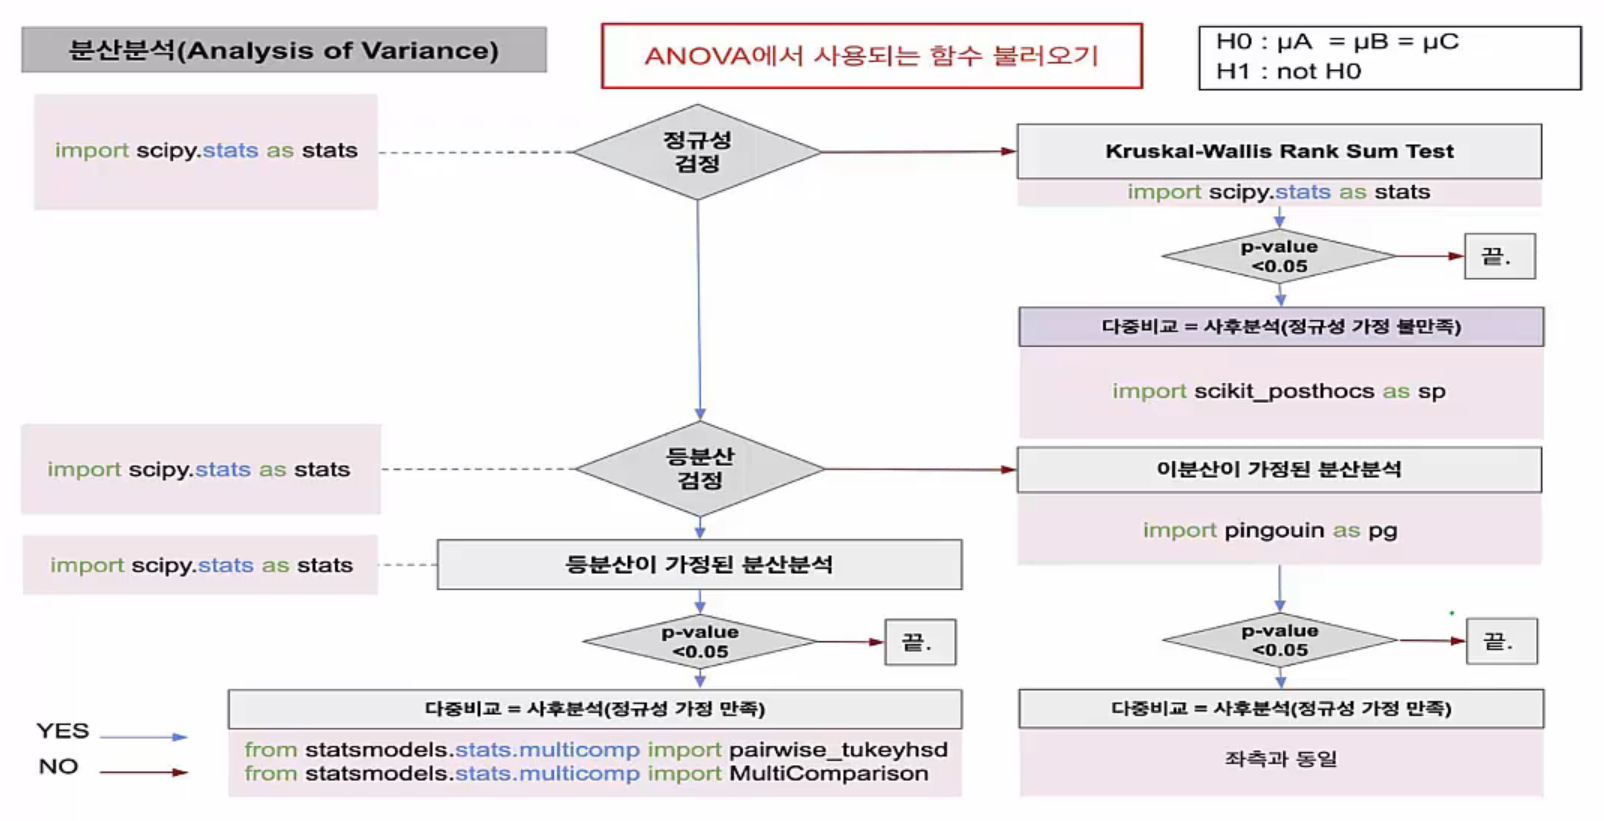 분산분석(Analysis of Variance)
ANOVA에서 사용되는 함수 불러오기
H0 : μA = μB = μC
H1 : not H0
import scipy.stats as stats
정규성
검정
Kruskal-Wallis Rank Sum Test
import scipy.stats as stats
p-value
<0.05
끝.
다중비교 = 사후분석(정규성 가정 불만족)
import scikit_posthocs as sp
import scipy.stats as stats
등분산
검정
이분산이 가정된 분산분석
import pingouin as pg
import scipy.stats as stats
등분산이 가정된 분산분석
p-value
<0.05
끝.
p-value
<0.05
끝.
다중비교 = 사후분석(정규성 가정 만족)
from statsmodels.stats.multicomp import pairwise_tukeyhsd
from statsmodels.stats.multicomp import MultiComparison
다중비교 = 사후분석(정규성 가정 만족)
좌측과 동일
YES
NO